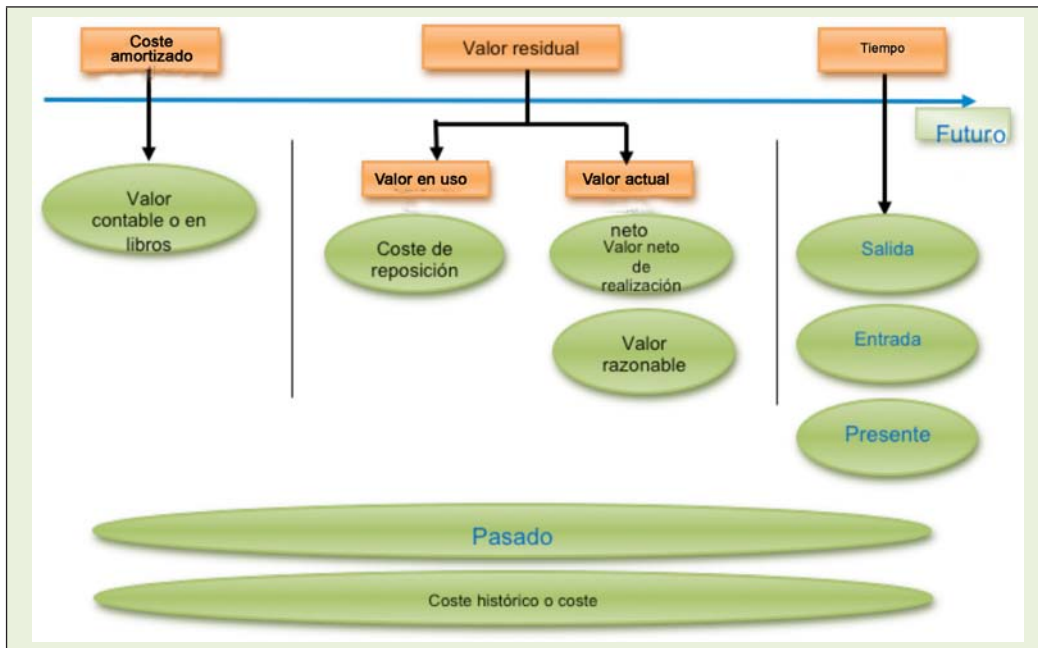 Coste
amortizado
Valor residual
Tiempo
Futuro
Valor
contable o en
libros
Valor en uso
Coste de
reposición
Valor actual
neto
Valor neto
de
realización
Valor
razonable
Salida
Entrada
Presente
Pasado
Coste histórico o coste